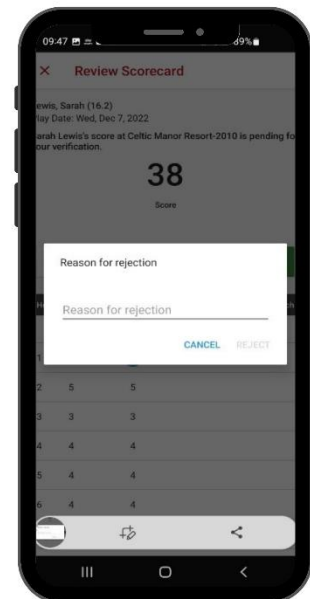 09:47
89%
Review Scorecard
ewis, Sarah (16.2)
lay Date: Wed, Dec 7, 2022
arah Lewis's score at Celtic Manor Resort-2010 is pending fo
our verification.
38
Score
Reason for rejection
Reason for rejection
CANCEL REJECT
1
2 5 5
3 3 3
4 4 4
5 4 4
6 4 4